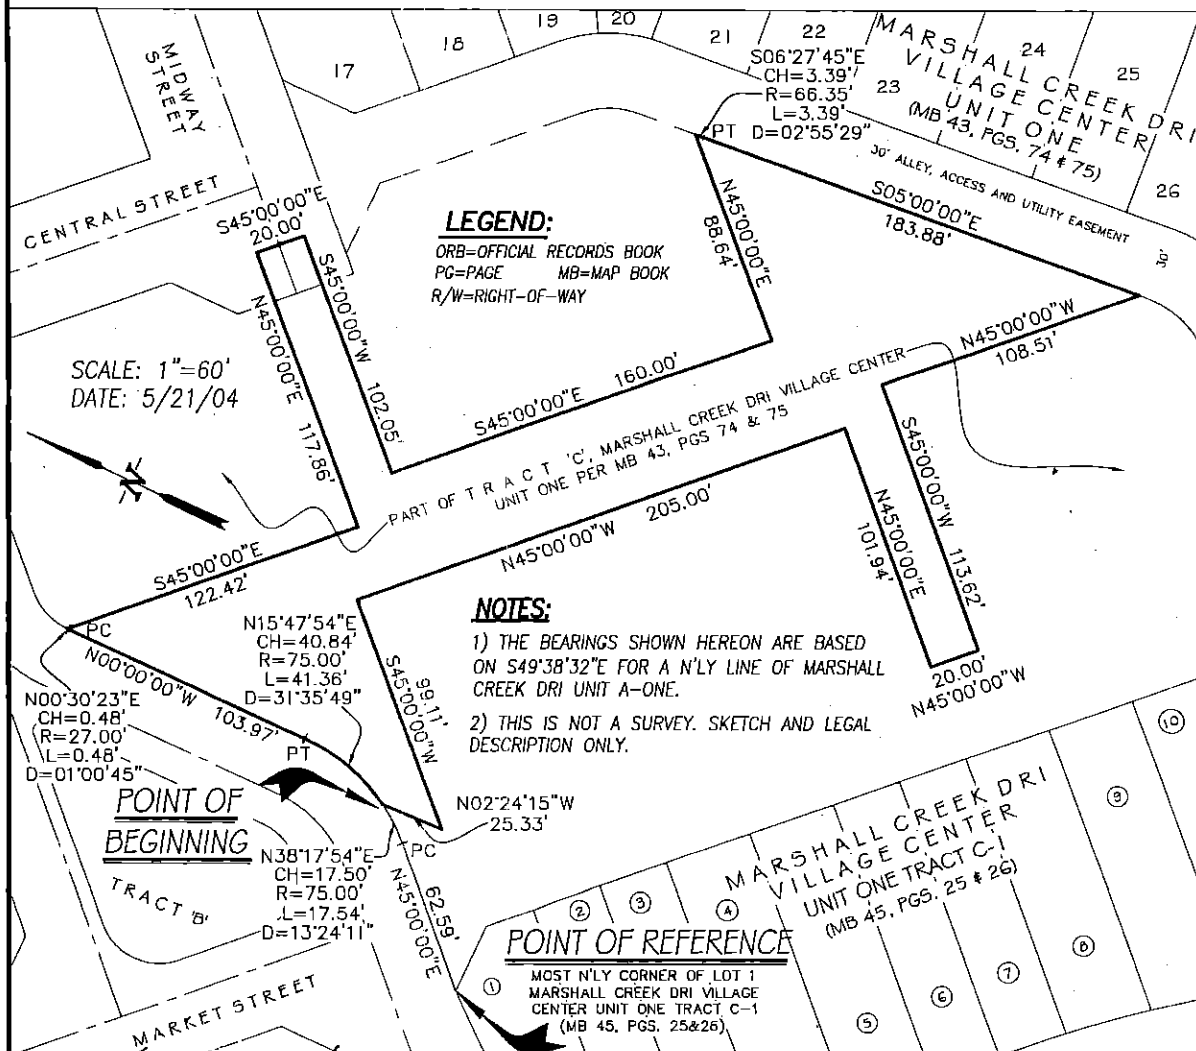 19
20
18
21
22
17
24
25
23
26
MIDWAY
STREET
S06°27'45"E
CH=3.39'
R=66.35'
L=3.39'
D=02°55'29"
MARSHALL CREEK DRI
VILLAGE CENTER
UNIT ONE
(MB 43, PGS. 74 & 75)
PT
30' ALLEY, ACCESS AND UTILITY EASEMENT
30'
CENTRAL STREET
S45°00'00"E
20.00'
LEGEND:
ORB=OFFICIAL RECORDS BOOK
PG=PAGE MB=MAP BOOK
R/W=RIGHT-OF-WAY
N45°00'00"E
88.64'
S05°00'00"E
183.88'
S45°00'00"W 102.05'
N45°00'00"E 117.86'
SCALE: 1"=60'
DATE: 5/21/04
-N-
S45°00'00"E 160.00'
N45°00'00"W
108.51'
PART OF T R A C T 'C', MARSHALL CREEK DRI VILLAGE CENTER
UNIT ONE PER MB 43, PGS 74 & 75
N45°00'00"W 205.00'
S45°00'00"W 113.62'
N45°00'00"E
101.94'
S45°00'00"E
122.42'
PC
N00°00'00"W 103.97'
N15°47'54"E
CH=40.84'
R=75.00'
L=41.36'
D=31°35'49"
S45°00'00"W
99.11'
NOTES:
1) THE BEARINGS SHOWN HEREON ARE BASED
ON S49°38'32"E FOR A N'LY LINE OF MARSHALL
CREEK DRI UNIT A-ONE.
2) THIS IS NOT A SURVEY. SKETCH AND LEGAL
DESCRIPTION ONLY.
20.00'
N45°00'00"W
N00°30'23"E
CH=0.48'
R=27.00'
L=0.48'
D=01°00'45"
PT
POINT OF
BEGINNING
N02°24'15"W
25.33'
PC
N38°17'54"E
CH=17.50'
R=75.00'
L=17.54'
D=13°24'11"
N45°00'00"E
62.59'
TRACT 'B'
MARKET STREET
POINT OF REFERENCE
MOST N'LY CORNER OF LOT 1
MARSHALL CREEK DRI VILLAGE
CENTER UNIT ONE TRACT C-1
(MB 45, PGS. 25&26)
MARSHALL CREEK DRI
VILLAGE CENTER
UNIT ONE TRACT C-1
(MB 45, PGS. 25 & 26)
1
2
3
4
5
6
7
8
9
10